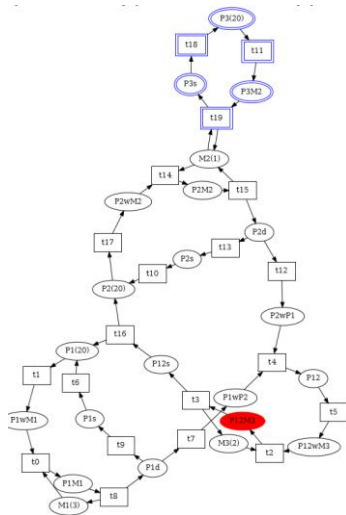 P3(20)
t18
t11
P3s
P3M2
t19
M2(1)
t14
P2M2
t15
P2wM2
P2d
t17
t13
P2s
t10
t12
P2(20)
P2wP1
t16
P1(20)
t4
P12s
t1
t6
P12
t3
P1wP2
t5
P1wM1
P1s
P12M3
t7
M3(2)
P12wM3
t9
t2
t0
P1d
P1M1
t8
M1(3)